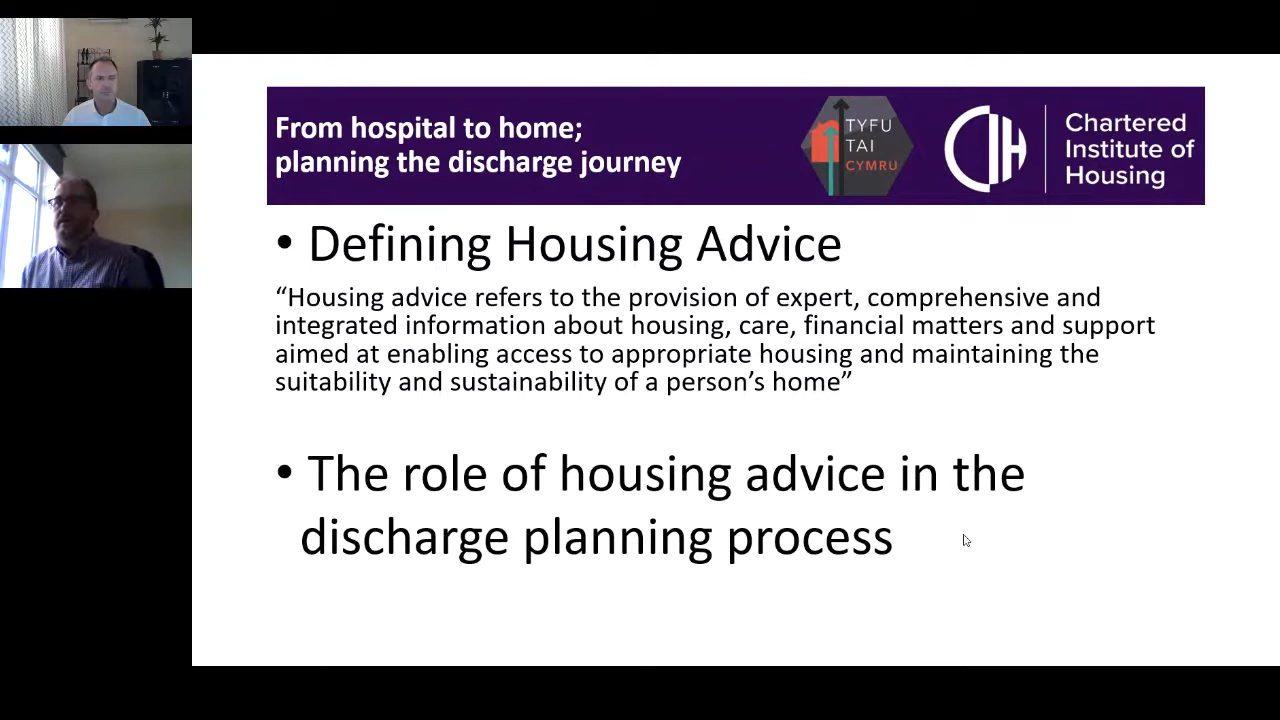 From hospital to home;
planning the discharge journey
TYFU
TAI
CYMRU
Chartered
Institute of
Housing
• Defining Housing Advice
“Housing advice refers to the provision of expert, comprehensive and
integrated information about housing, care, financial matters and support
aimed at enabling access to appropriate housing and maintaining the
suitability and sustainability of a person’s home”
• The role of housing advice in the
discharge planning process